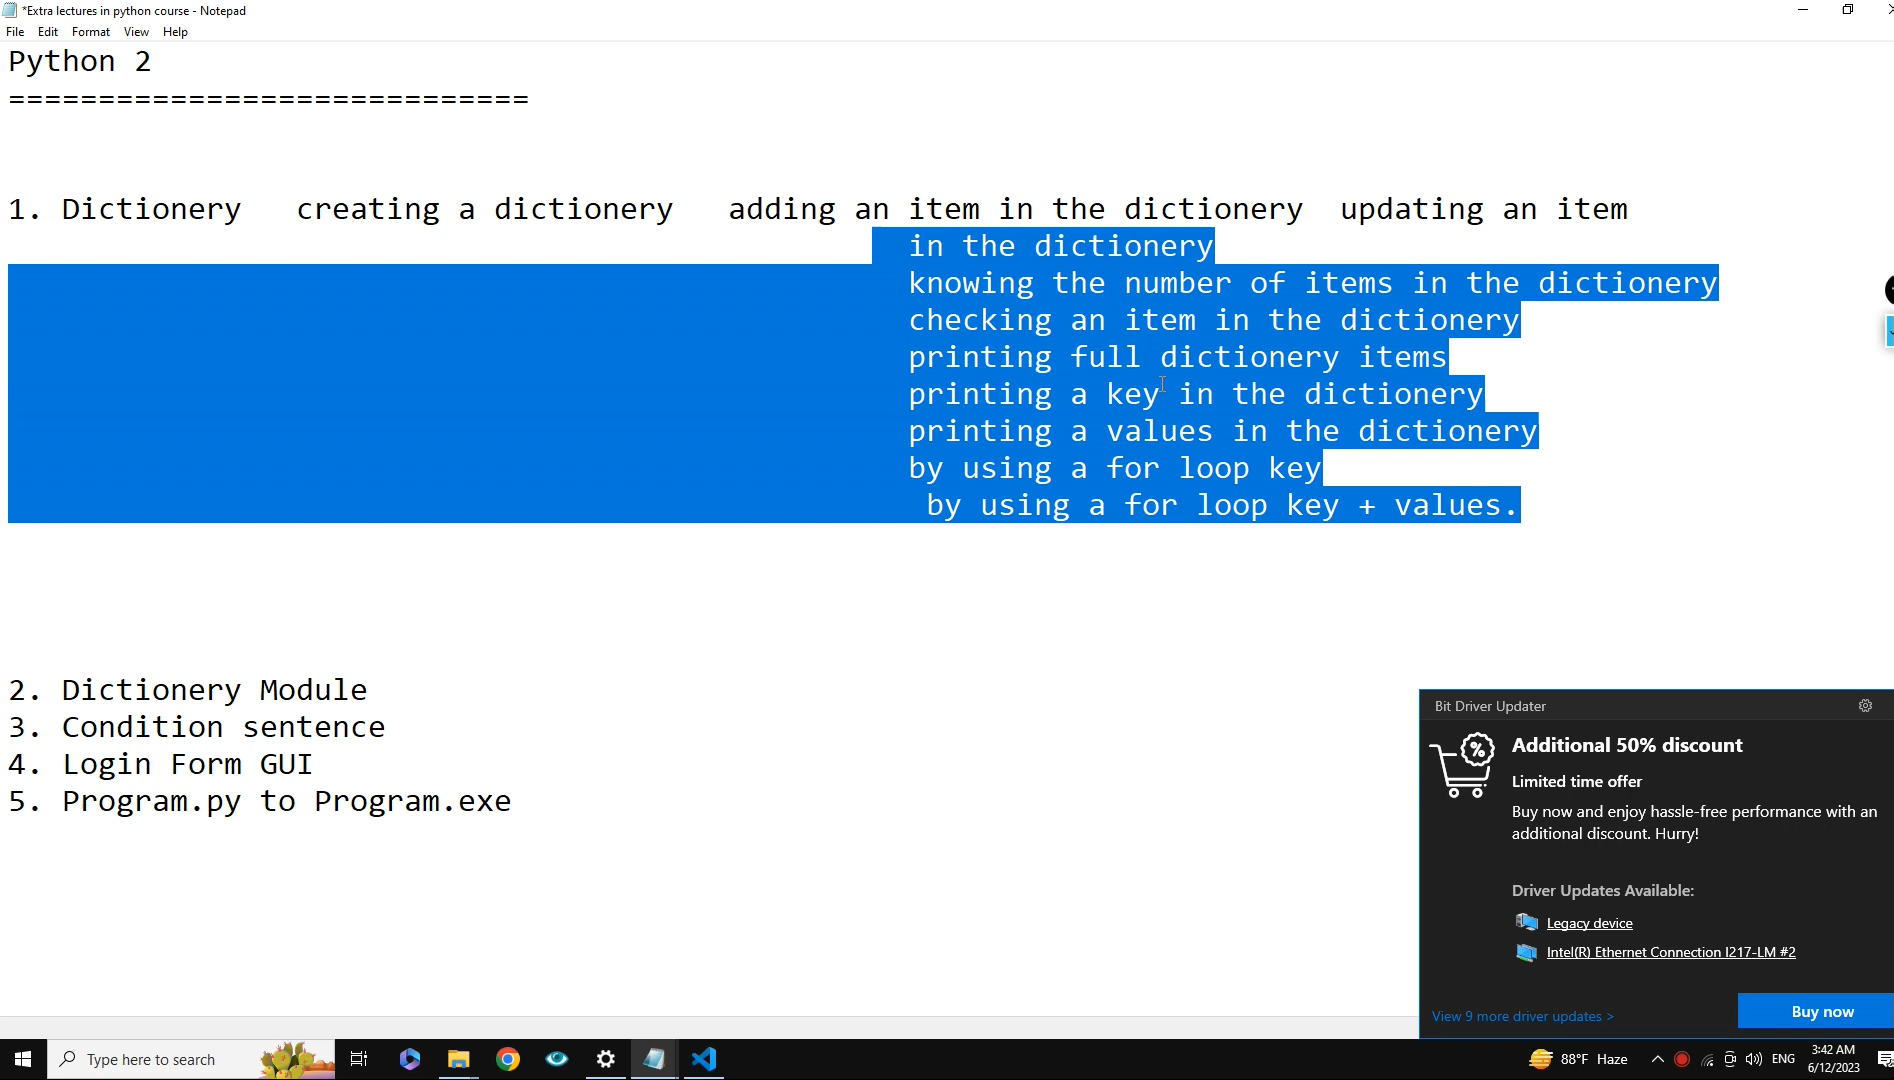 *Extra lectures in python course - Notepad
File Edit Format View Help
Python 2
=============================
1. Dictionery creating a dictionery adding an item in the dictionery updating an item
in the dictionery
knowing the number of items in the dictionery
checking an item in the dictionery
printing full dictionery items
printing a key in the dictionery
printing a values in the dictionery
by using a for loop key
by using a for loop key + values.
2. Dictionery Module
3. Condition sentence
4. Login Form GUI
5. Program.py to Program.exe
Bit Driver Updater
Additional 50% discount
Limited time offer
Buy now and enjoy hassle-free performance with an
additional discount. Hurry!
Driver Updates Available:
Legacy device
Intel(R) Ethernet Connection I217-LM #2
View 9 more driver updates >
Buy now
Type here to search
88°F Haze
ENG
3:42 AM
6/12/2023